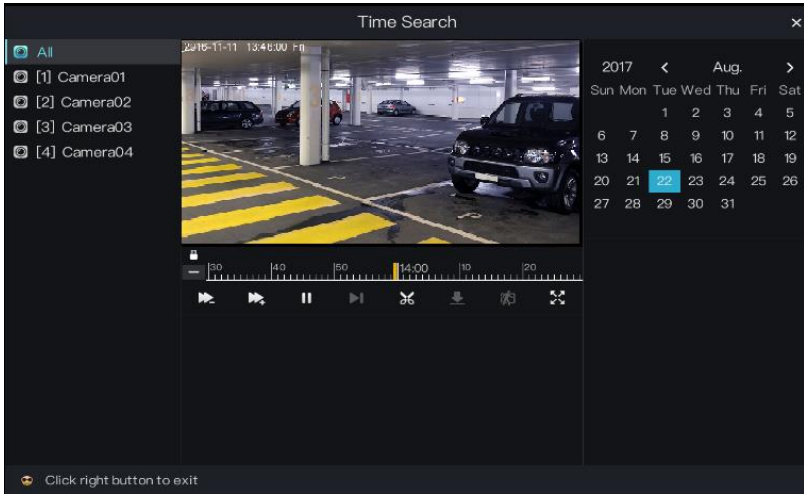 Time Search
All
[1] Camera01
[2] Camera02
[3] Camera03
[4] Camera04
13:46:00 Fri
2017 Aug.
Sun Mon Tue Wed Thu Fri Sat
1 2 3 4 5
6 7 8 9 10 11 12
13 14 15 16 17 18 19
20 21 22 23 24 25 26
27 28 29 30 31
30 40 50 14:00 10 20
Click right button to exit